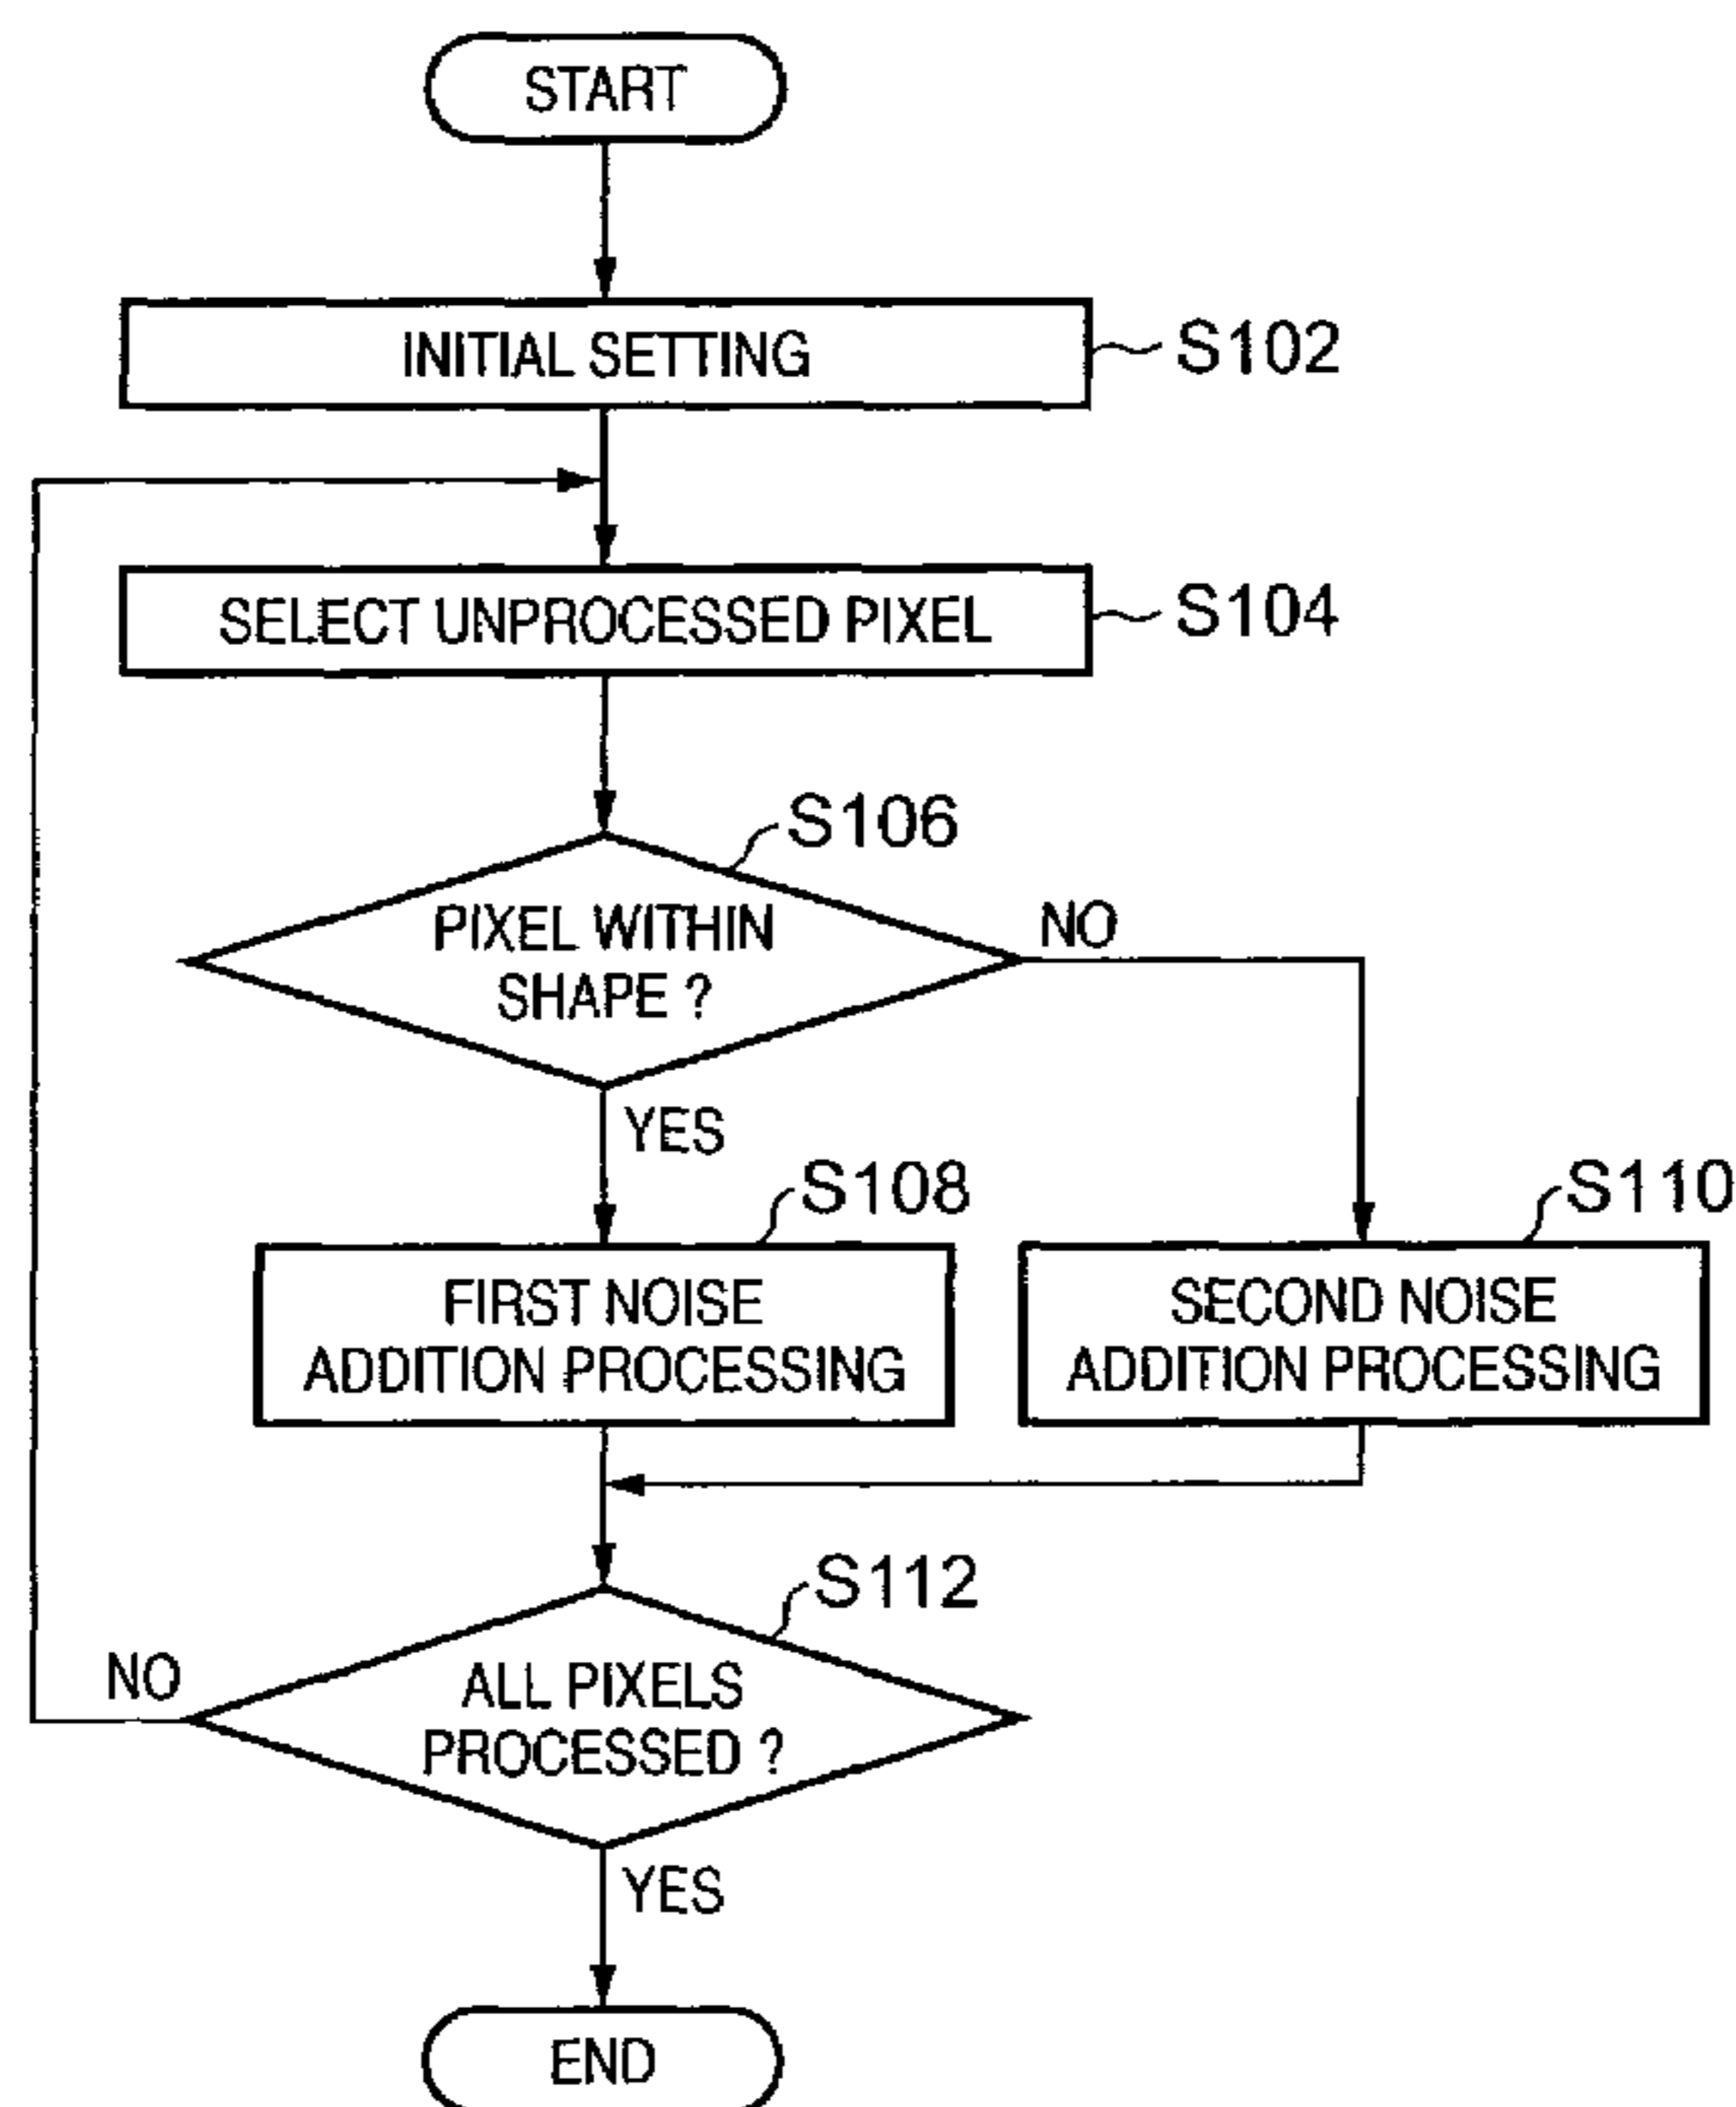 START
INITIAL SETTING
S102
SELECT UNPROCESSED PIXEL
S104
S106
PIXEL WITHIN
SHAPE ?
NO
YES
S108
S110
FIRST NOISE
ADDITION PROCESSING
SECOND NOISE
ADDITION PROCESSING
S112
NO
ALL PIXELS
PROCESSED ?
YES
END